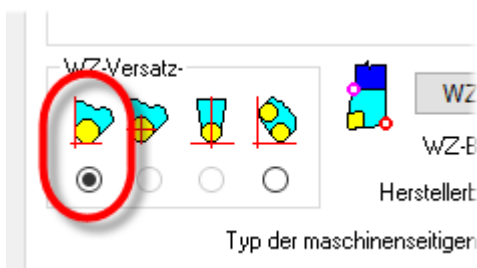 WZ-Versatz-
WZ
WZ-B
Herstellerb
Typ der maschinenseitigen